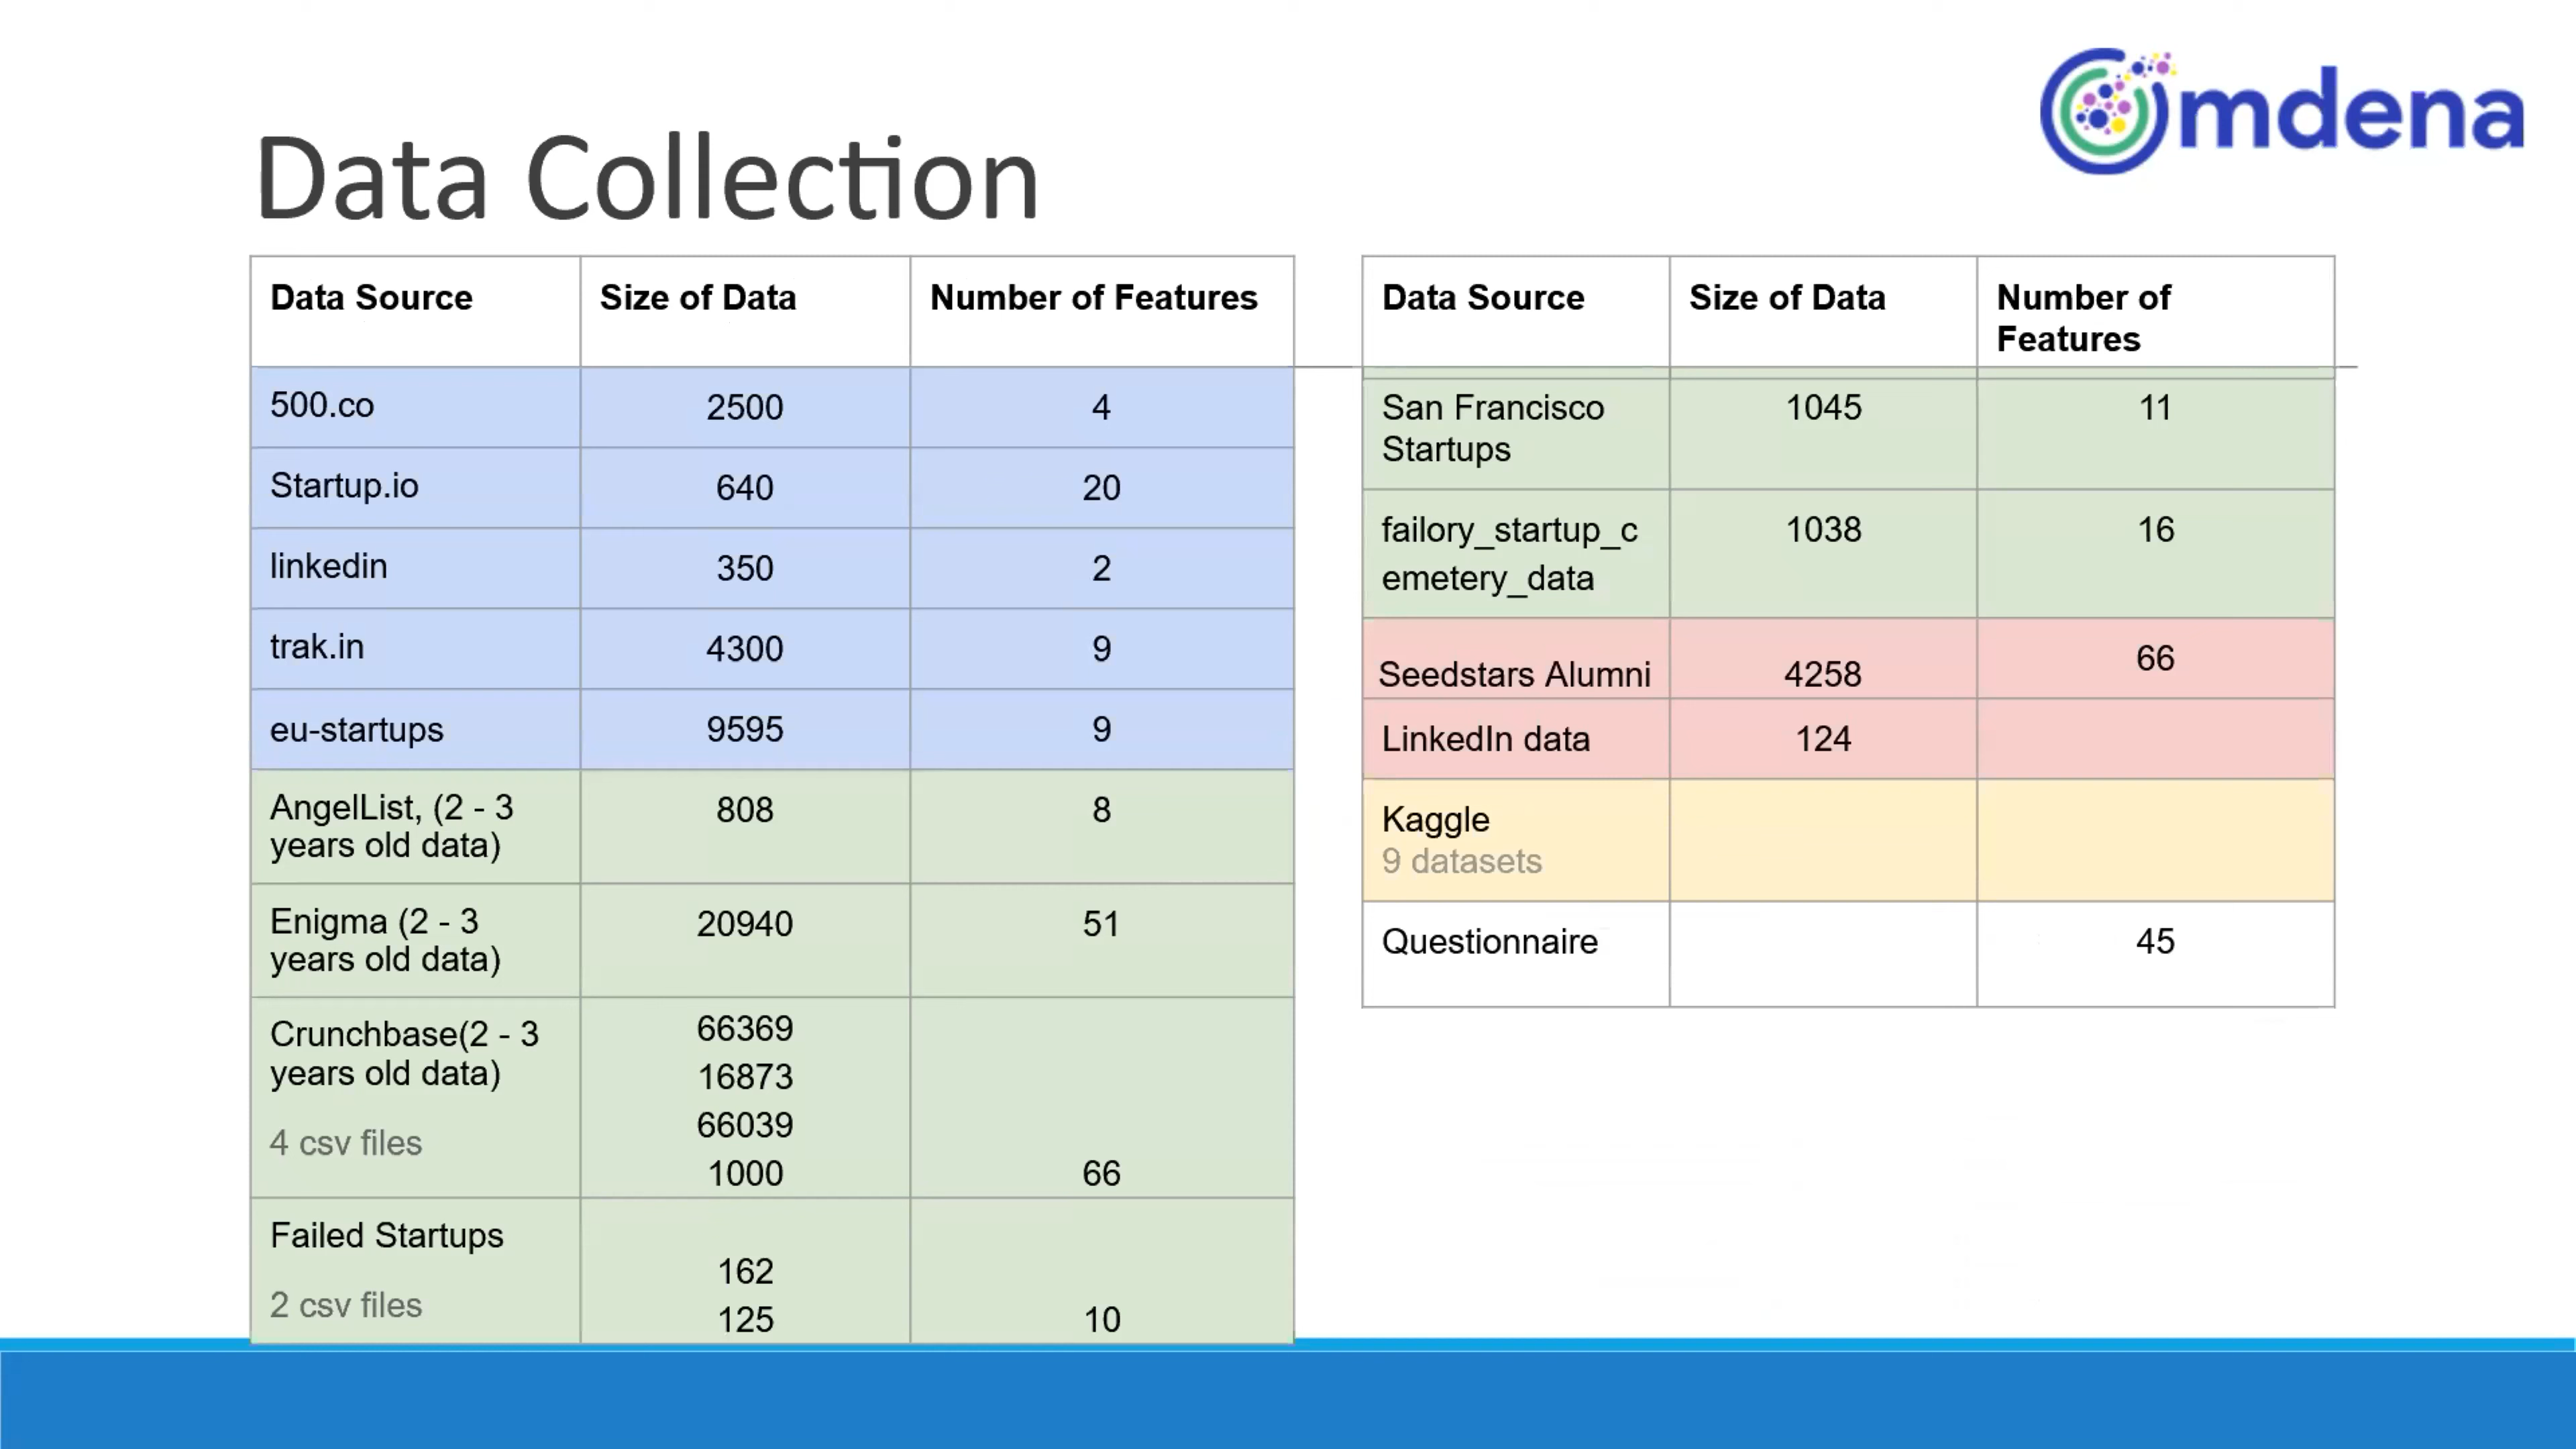 Omdena
Data Collection
Data Source Size of Data Number of Features
500.co 2500 4
Startup.io 640 20
linkedin 350 2
trak.in 4300 9
eu-startups 9595 9
AngelList, (2 - 3 808 8
years old data)
Enigma (2 - 3 20940 51
years old data)
Crunchbase(2 - 3 66369
years old data) 16873
66039
4 csv files
1000 66
Failed Startups
162
2 csv files
125 10
Data Source Size of Data Number of
Features
San Francisco 1045 11
Startups
failory_startup_c 1038 16
emetery_data
Seedstars Alumni 4258 66
LinkedIn data 124
Kaggle
9 datasets
Questionnaire 45